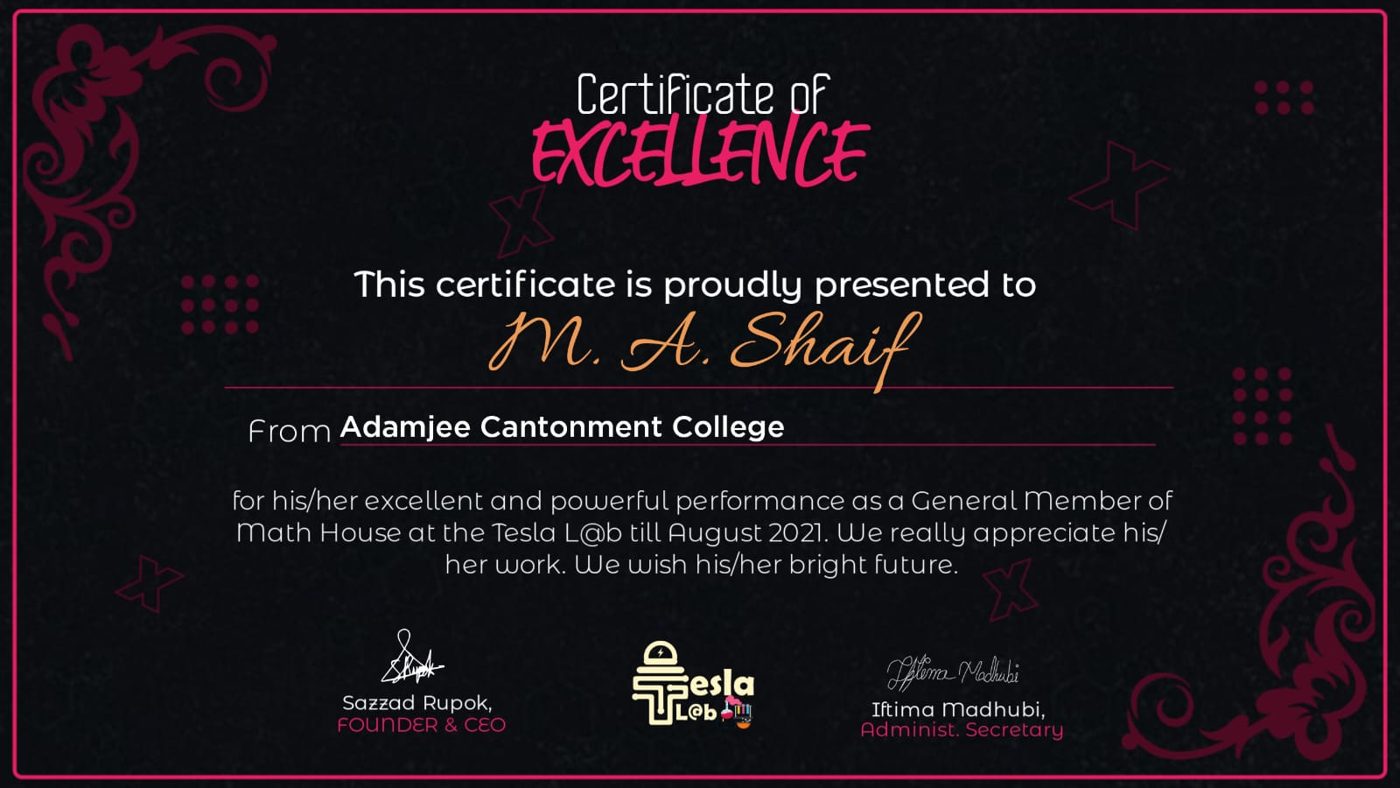 Certificate of
EXCELLENCE
This certificate is proudly presented to
M. A. Shaif
From Adamjee Cantonment College
for his/her excellent and powerful performance as a General Member of
Math House at the Tesla L@b till August 2021. We really appreciate his/
her work. We wish his/her bright future.
SRupok
Sazzad Rupok,
FOUNDER & CEO
Tesla
L@b
Iftema Madhubi
Iftima Madhubi,
Administ. Secretary